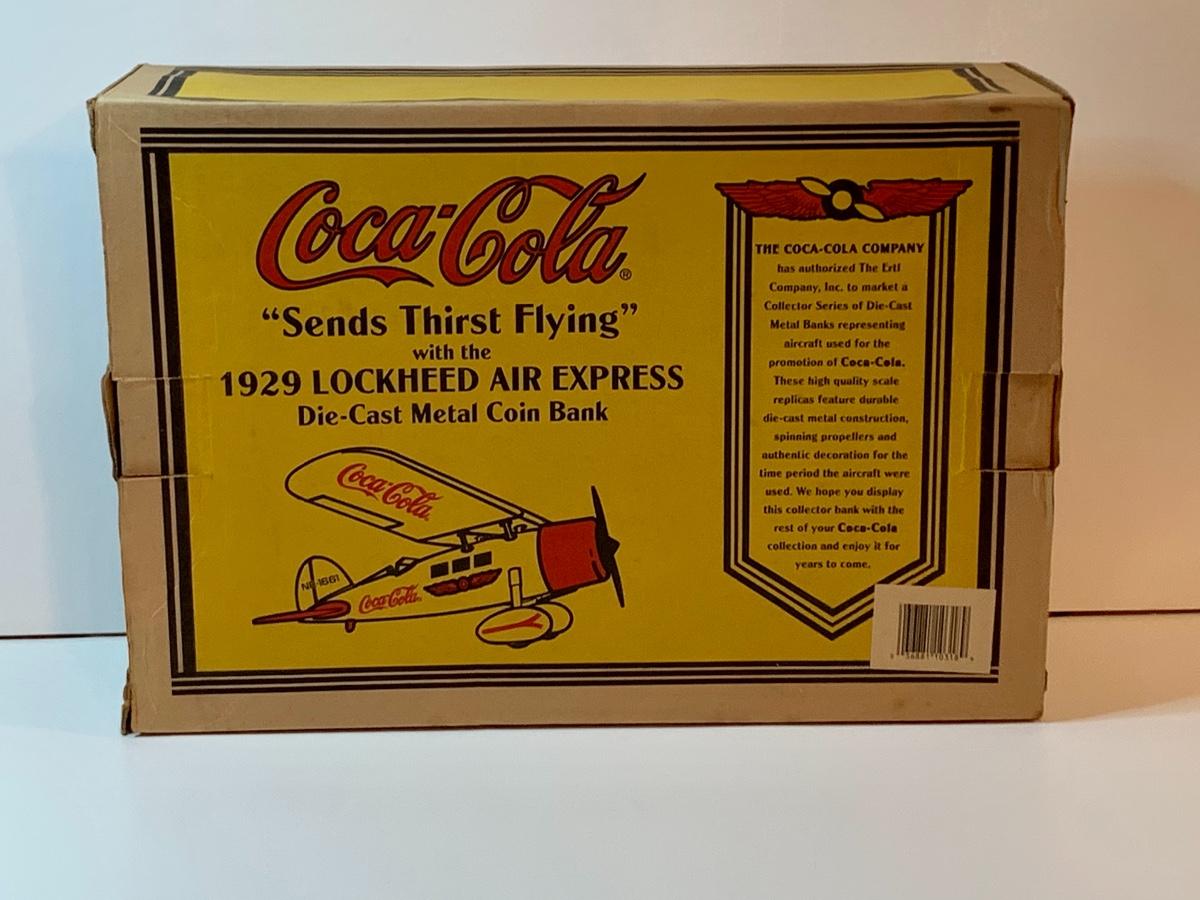 Coca-Cola®
“Sends Thirst Flying”
with the
1929 LOCKHEED AIR EXPRESS
Die-Cast Metal Coin Bank
Coca-Cola
Coca-Cola
THE COCA-COLA COMPANY
has authorized The Ertl
Company, Inc. to market a
Collector Series of Die-Cast
Metal Banks representing
aircraft used for the
promotion of Coca-Cola.
These high quality scale
replicas feature durable
die-cast metal construction,
spinning propellers and
authentic decoration for the
time period the aircraft were
used. We hope you display
this collector bank with the
rest of your Coca-Cola
collection and enjoy it for
years to come.